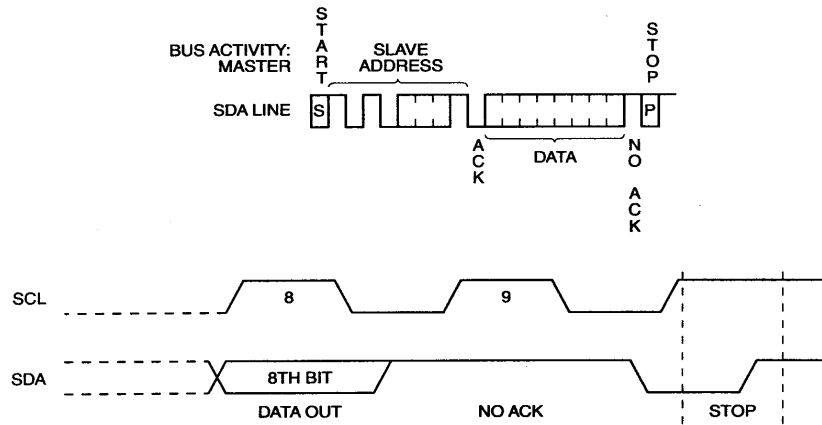 START
BUS ACTIVITY:
MASTER
SLAVE
ADDRESS
STOP
SDA LINE
S
P
ACK
DATA
NO ACK
SCL
8
9
SDA
8TH BIT
DATA OUT
NO ACK
STOP